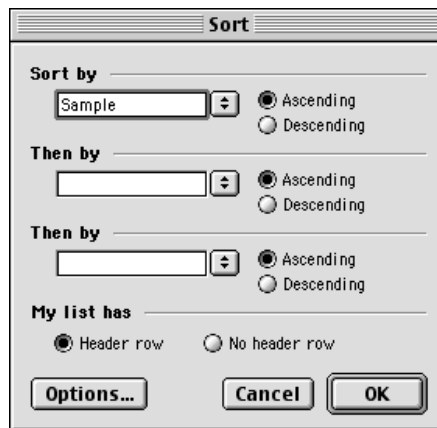 Sort
Sort by
Sample
Ascending
Descending
Then by
Ascending
Descending
Then by
Ascending
Descending
My list has
Header row No header row
Options... Cancel OK